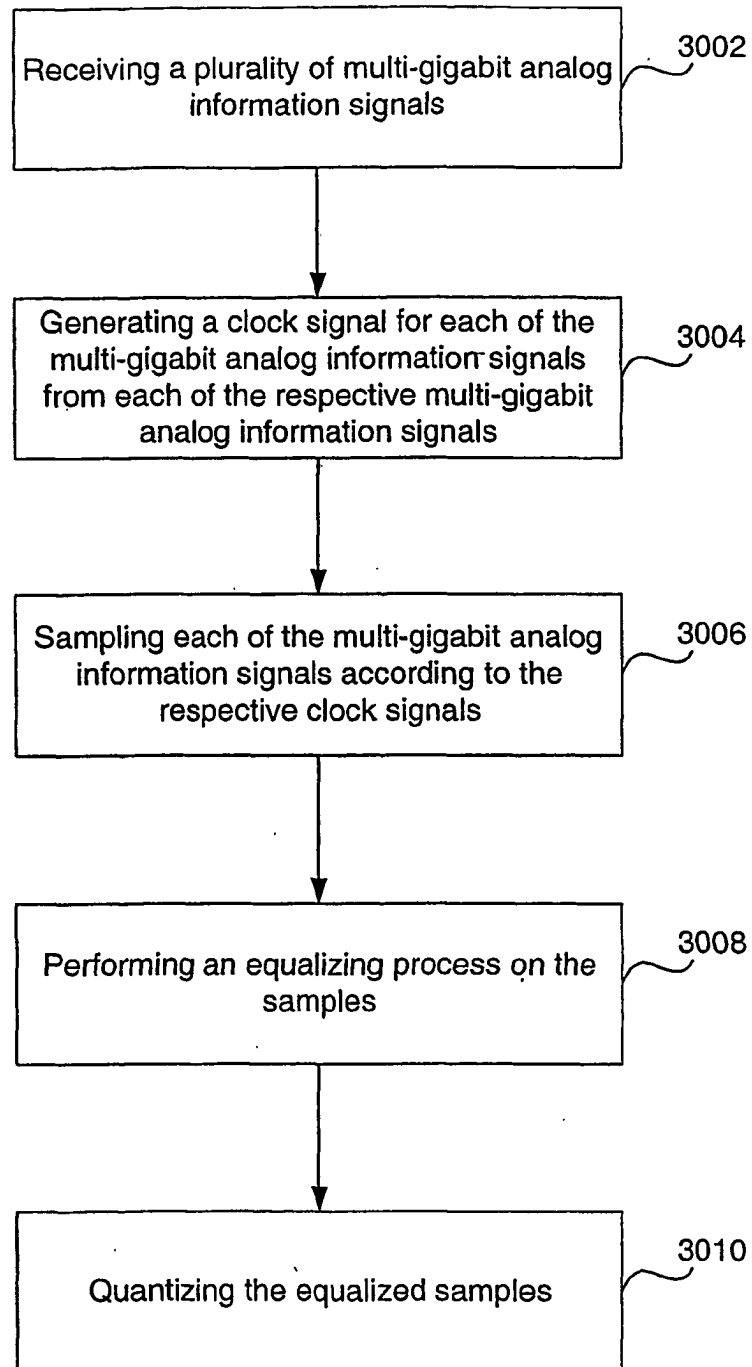 Receiving a plurality of multi-gigabit analog
information signals
3002
Generating a clock signal for each of the
multi-gigabit analog information signals
from each of the respective multi-gigabit
analog information signals
3004
Sampling each of the multi-gigabit analog
information signals according to the
respective clock signals
3006
Performing an equalizing process on the
samples
3008
Quantizing the equalized samples
3010